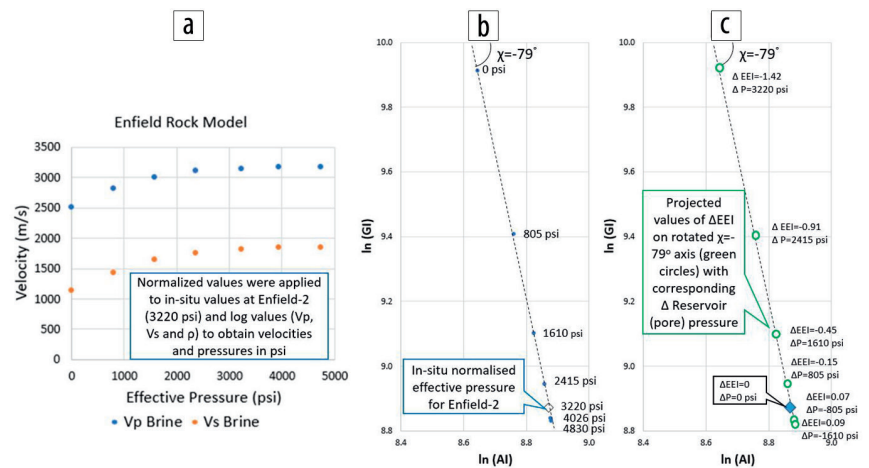 a
Enfield Rock Model
Velocity (m/s)
3500
3000
2500
2000
1500
1000
500
0
Normalized values were applied
to in-situ values at Enfield-2
(3220 psi) and log values (Vp,
Vs and ρ) to obtain velocities
and pressures in psi
0 1000 2000 3000 4000 5000
Effective Pressure (psi)
Vp Brine Vs Brine
b
10.0
9.8
9.6
9.4
9.2
9.0
8.8
ln (GI)
χ=-79°
0 psi
805 psi
1610 psi
2415 psi
3220 psi
4026 psi
4830 psi
In-situ normalised
effective pressure
for Enfield-2
8.4 8.6 8.8 9.0
ln (AI)
c
10.0
9.8
9.6
9.4
9.2
9.0
8.8
ln (GI)
χ=-79°
Δ EEI=-1.42
Δ P=3220 psi
Δ EEI=-0.91
Δ P=2415 psi
Projected
values of ΔEEI
on rotated χ=-
79º axis (green
circles) with
corresponding
Δ Reservoir
(pore) pressure
ΔEEI=-0.45
ΔP=1610 psi
ΔEEI=-0.15
ΔP=805 psi
ΔEEI=0
ΔP=0 psi
ΔEEI=0.07
ΔP=-805 psi
ΔEEI=0.09
ΔP=-1610 psi
8.4 8.6 8.8 9.0
ln (AI)